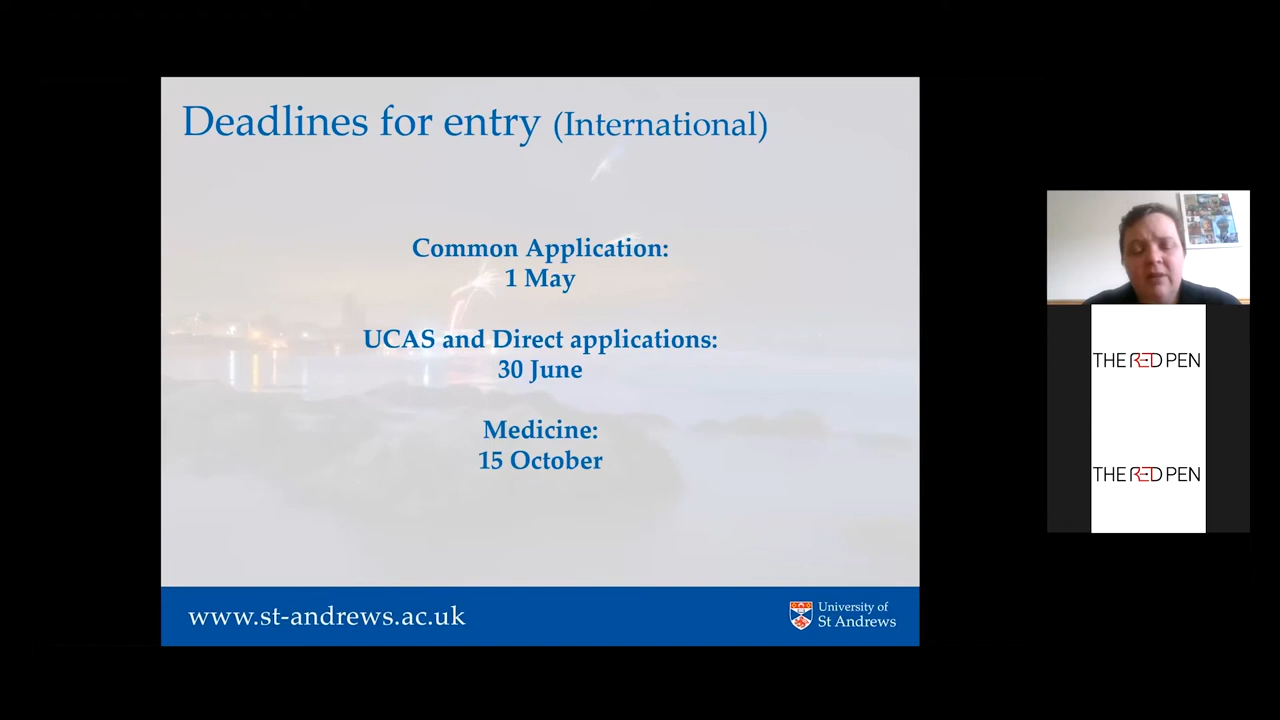 Deadlines for entry (International)
Common Application:
1 May
UCAS and Direct applications:
30 June
Medicine:
15 October
www.st-andrews.ac.uk
University of
St Andrews
THE RED PEN
THE RED PEN